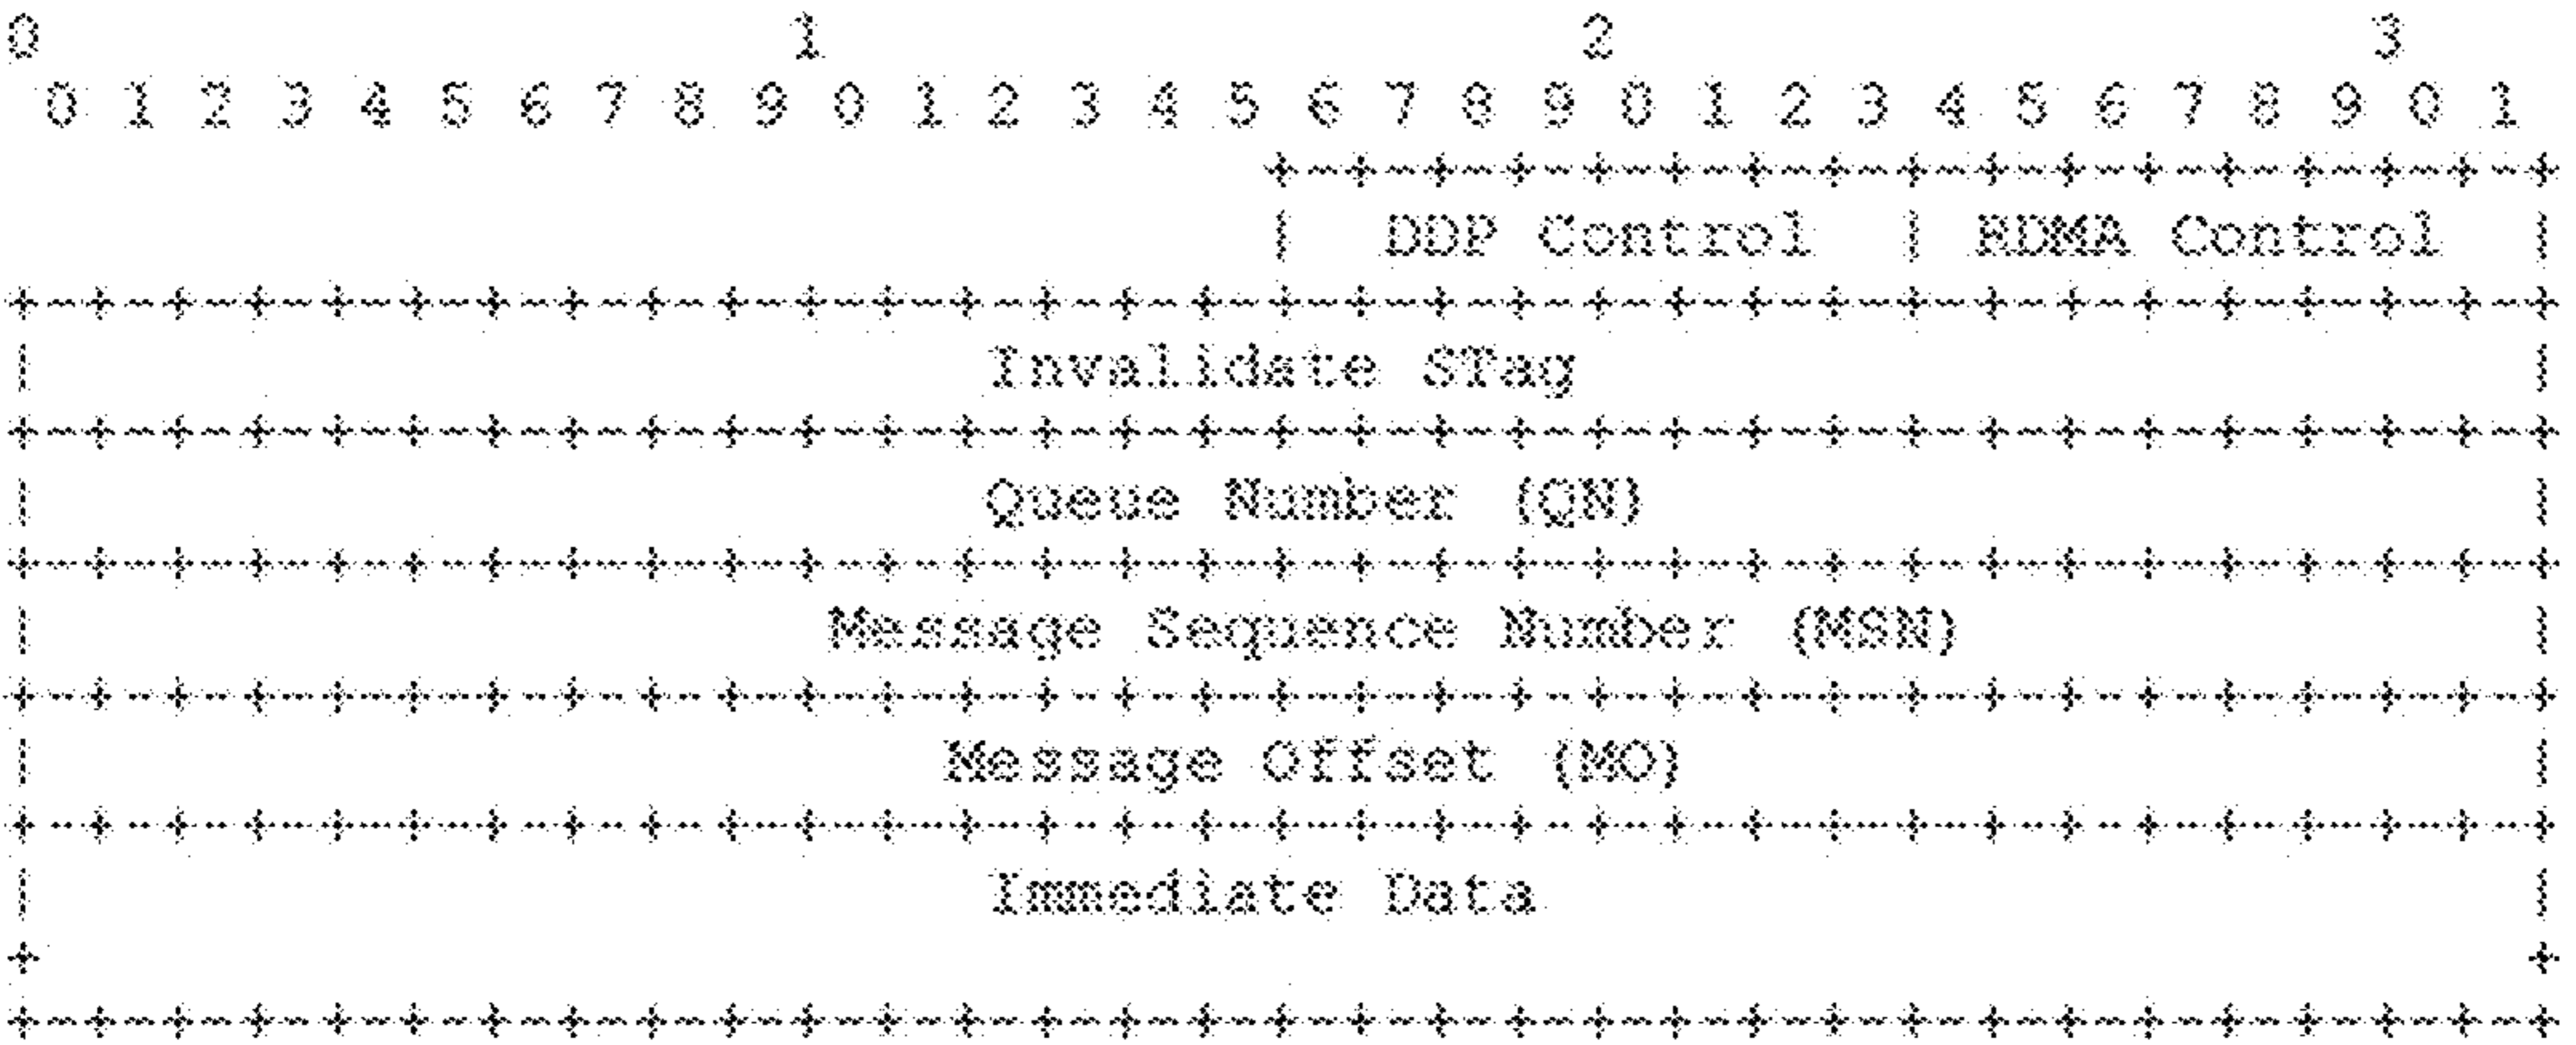 0                   1                   2                   3
 0 1 2 3 4 5 6 7 8 9 0 1 2 3 4 5 6 7 8 9 0 1 2 3 4 5 6 7 8 9 0 1
                                +-+-+-+-+-+-+-+-+-+-+-+-+-+-+-+-+
                                |  DDP Control  | RDMA Control  |
+-+-+-+-+-+-+-+-+-+-+-+-+-+-+-+-+-+-+-+-+-+-+-+-+-+-+-+-+-+-+-+-+
|                        Invalidate STag                        |
+-+-+-+-+-+-+-+-+-+-+-+-+-+-+-+-+-+-+-+-+-+-+-+-+-+-+-+-+-+-+-+-+
|                        Queue Number (QN)                      |
+-+-+-+-+-+-+-+-+-+-+-+-+-+-+-+-+-+-+-+-+-+-+-+-+-+-+-+-+-+-+-+-+
|                    Message Sequence Number (MSN)              |
+-+-+-+-+-+-+-+-+-+-+-+-+-+-+-+-+-+-+-+-+-+-+-+-+-+-+-+-+-+-+-+-+
|                       Message Offset (MO)                     |
+-+-+-+-+-+-+-+-+-+-+-+-+-+-+-+-+-+-+-+-+-+-+-+-+-+-+-+-+-+-+-+-+
|                        Immediate Data                         |
+                                                               +
+-+-+-+-+-+-+-+-+-+-+-+-+-+-+-+-+-+-+-+-+-+-+-+-+-+-+-+-+-+-+-+-+